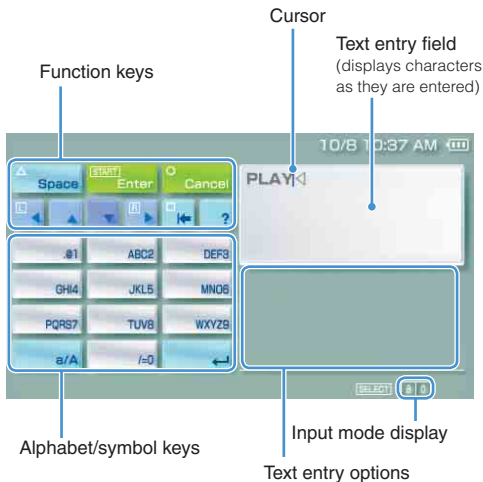 Cursor
Text entry field
(displays characters
as they are entered)
Function keys
10/8 10:37 AM
△ Space
START Enter
○ Cancel
L
R
□
?
PLAY
.@1
ABC2
DEF3
GHI4
JKL5
MNO6
PQRS7
TUV8
WXYZ9
a/A
/=0
SELECT
a 0
Input mode display
Alphabet/symbol keys
Text entry options